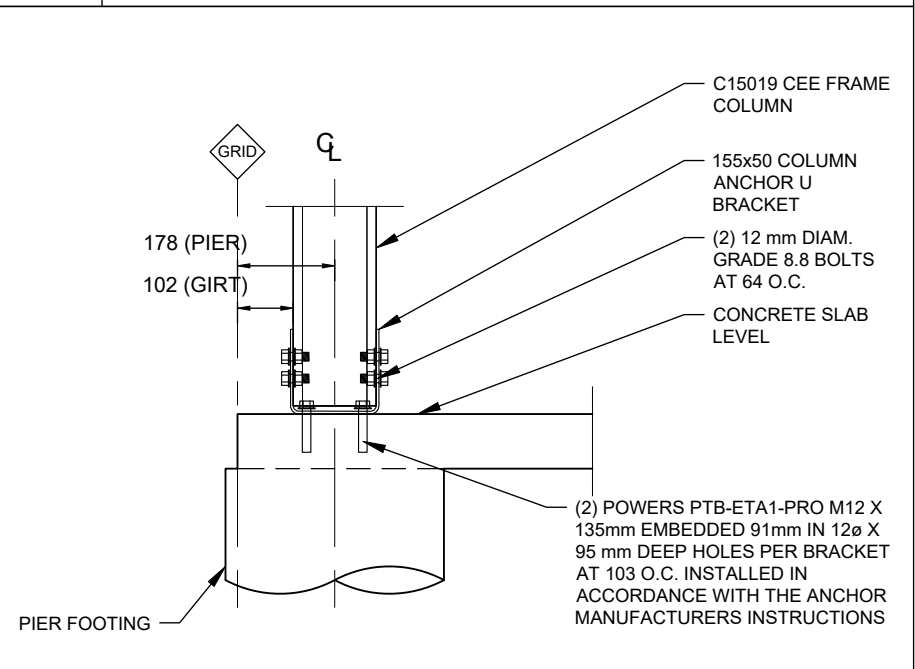 C15019 CEE FRAME
COLUMN
GRID
CL
155x50 COLUMN
ANCHOR U
BRACKET
178 (PIER)
102 (GIRT)
(2) 12 mm DIAM.
GRADE 8.8 BOLTS
AT 64 O.C.
CONCRETE SLAB
LEVEL
(2) POWERS PTB-ETA1-PRO M12 X
135mm EMBEDDED 91mm IN 12ø X
95 mm DEEP HOLES PER BRACKET
AT 103 O.C. INSTALLED IN
ACCORDANCE WITH THE ANCHOR
MANUFACTURERS INSTRUCTIONS
PIER FOOTING